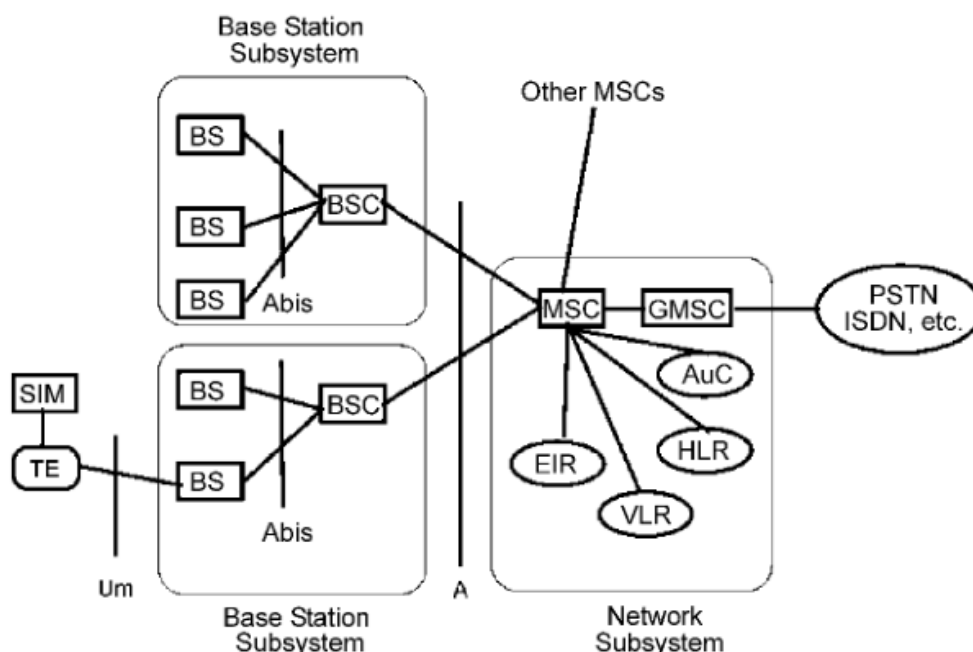 Base Station
Subsystem
Other MSCs
BS
BSC
BS
BS
Abis
MSC
GMSC
PSTN
ISDN, etc.
AuC
SIM
BS
BSC
HLR
EIR
TE
BS
VLR
Abis
Um
A
Base Station
Subsystem
Network
Subsystem